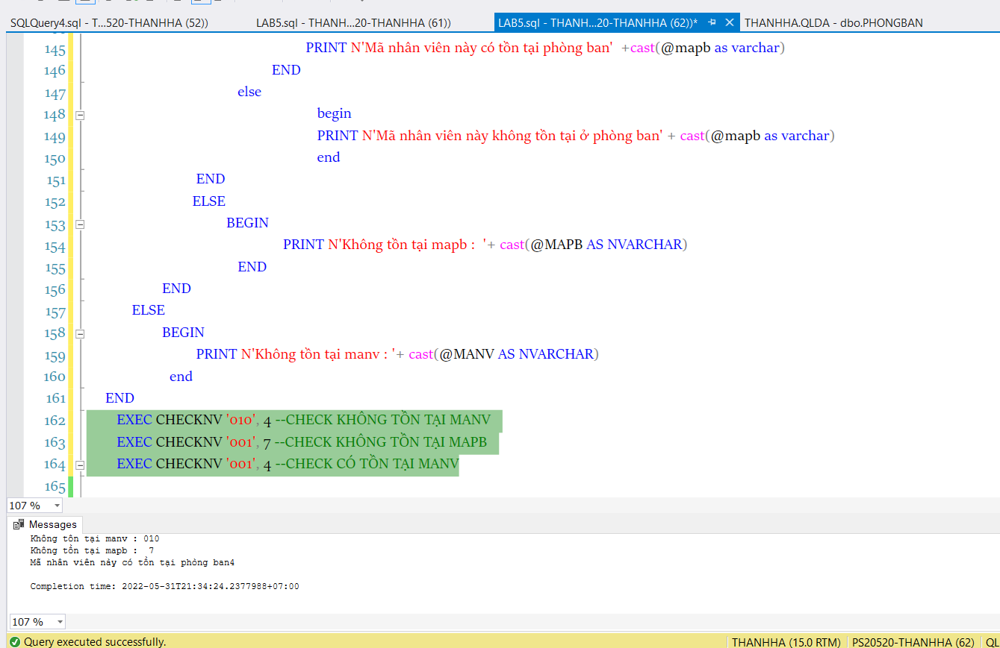 SQLQuery4.sql - T...520-THANHHA (52))
LAB5.sql - THANH...20-THANHHA (61))
LAB5.sql - THANH...20-THANHHA (62))*
THANHHA.QLDA - dbo.PHONGBAN
145 PRINT N'Mã nhân viên này có tồn tại phòng ban' +cast(@mapb as varchar)
146 END
147 else
148 begin
149 PRINT N'Mã nhân viên này không tồn tại ở phòng ban' + cast(@mapb as varchar)
150 end
151 END
152 ELSE
153 BEGIN
154 PRINT N'Không tồn tại mapb : '+ cast(@MAPB AS NVARCHAR)
155 END
156 END
157 ELSE
158 BEGIN
159 PRINT N'Không tồn tại manv : '+ cast(@MANV AS NVARCHAR)
160 end
161 END
162 EXEC CHECKNV '010', 4 --CHECK KHÔNG TỒN TẠI MANV
163 EXEC CHECKNV '001', 7 --CHECK KHÔNG TỒN TẠI MAPB
164 EXEC CHECKNV '001', 4 --CHECK CÓ TỒN TẠI MANV
165
107 %
Messages
Không tồn tại manv : 010
Không tồn tại mapb : 7
Mã nhân viên này có tồn tại phòng ban4
Completion time: 2022-05-31T21:34:24.2377988+07:00
107 %
Query executed successfully.
THANHHA (15.0 RTM)
PS20520-THANHHA (62)
QL